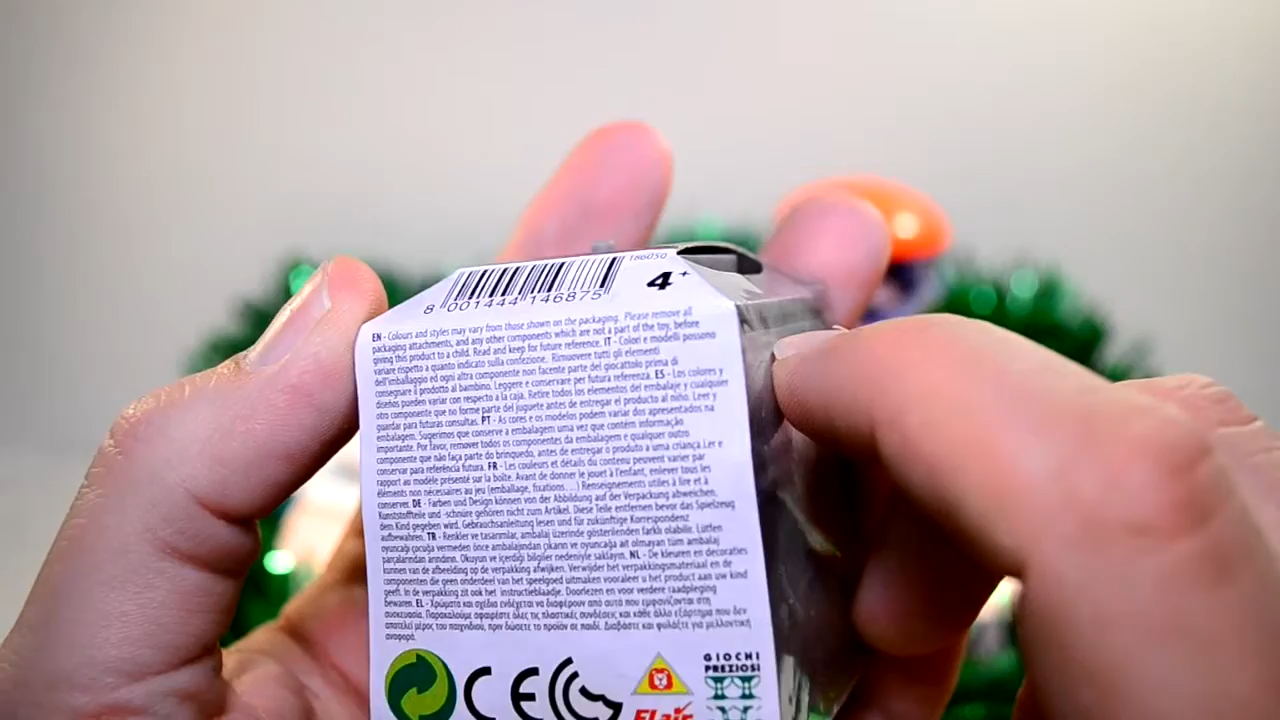 186050
4+
8 001444 146875
EN - Colours and styles may vary from those shown on the packaging. Please remove all
packaging attachments, and any other components which are not a part of the toy, before
giving this product to a child. Read and keep for future reference. IT - Colori e modelli possono
variare rispetto a quanto indicato sulla confezione. Rimuovere tutti gli elementi
dell'imballaggio ed ogni altra componente non facente parte del giocattolo prima di
consegnare il prodotto al bambino. Leggere e conservare per futura referenza. ES - Los colores y
diseños pueden variar con respecto a la caja. Retire todos los elementos del embalaje y cualquier
otro componente que no forme parte del juguete antes de entregar el producto al niño. Leer y
guardar para futuras consultas. PT - As cores e os modelos podem variar dos apresentados na
embalagem. Sugerimos que conserve a embalagem uma vez que contém informação
importante. Por favor, remover todos os componentes da embalagem e qualquer outro
componente que não faça parte do brinquedo, antes de entregar o produto a uma criança. Ler e
conservar para referência futura. FR - Les couleurs et détails du contenu peuvent varier par
rapport au modèle présenté sur la boîte. Avant de donner le jouet à l'enfant, enlever tous les
éléments non nécessaires au jeu (emballage, fixations. . .) Renseignements utiles à lire et à
conserver. DE - Farben und Design können von der Abbildung auf der Verpackung abweichen.
Kunststoffteile und -schnüre gehören nicht zum Artikel. Diese Teile entfernen bevor das Spielzeug
dem Kind gegeben wird. Gebrauchsanleitung lesen und für zukünftige Korrespondenz
aufbewahren. TR - Renkler ve tasarımlar, ambalaj üzerinde gösterilenden farklı olabilir. Lütfen
oyuncağı çocuğa vermeden önce ambalajından çıkarın ve oyuncağa ait olmayan tüm ambalaj
parçalarından arındırın. Okuyun ve içerdiği bilgiler nedeniyle saklayın. NL - De kleuren en decoraties
kunnen van de afbeelding op de verpakking afwijken. Verwijder het verpakkingsmateriaal en de
componenten die geen onderdeel van het speelgoed uitmaken vooraleer u het product aan uw kind
geeft. In de verpakking zit ook het instructieblaadje. Doorlezen en voor verdere raadpleging
bewaren. EL - Χρώματα και σχέδια ενδέχεται να διαφέρουν από αυτά που εμφανίζονται στη
συσκευασία. Παρακαλούμε αφαιρέστε όλες τις πλαστικές συνδέσεις και κάθε άλλο εξάρτημα που δεν
αποτελεί μέρος του παιχνιδιού, πριν δώσετε το προϊόν σε παιδί. Διαβάστε και φυλάξτε για μελλοντική
αναφορά.
CE
Flair
GIOCHI
PREZIOSI